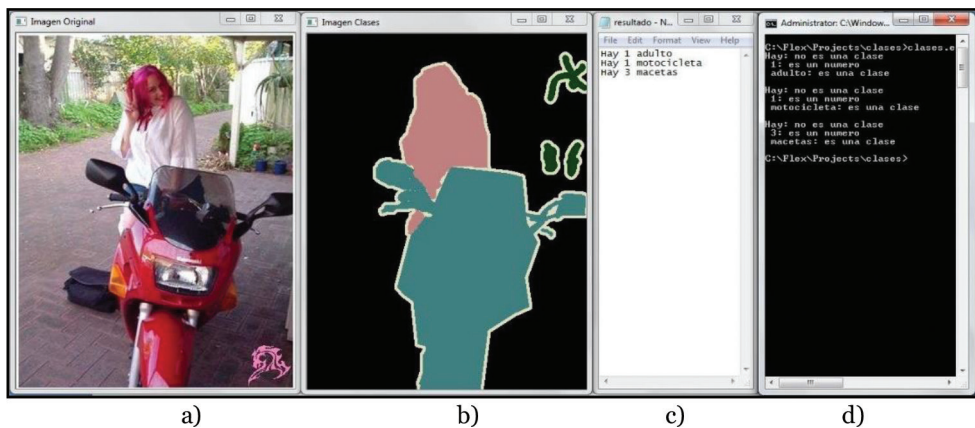 Imagen Original
Imagen Clases
resultado - N...
File Edit Format View Help
Hay 1 adulto
Hay 1 motocicleta
Hay 3 macetas
Administrator: C:\Window...
C:\Flex\Projects\clases>clases.e
Hay: no es una clase
1: es un numero
adulto: es una clase
Hay: no es una clase
1: es un numero
motocicleta: es una clase
Hay: no es una clase
3: es un numero
macetas: es una clase
C:\Flex\Projects\clases>
a)
b)
c)
d)